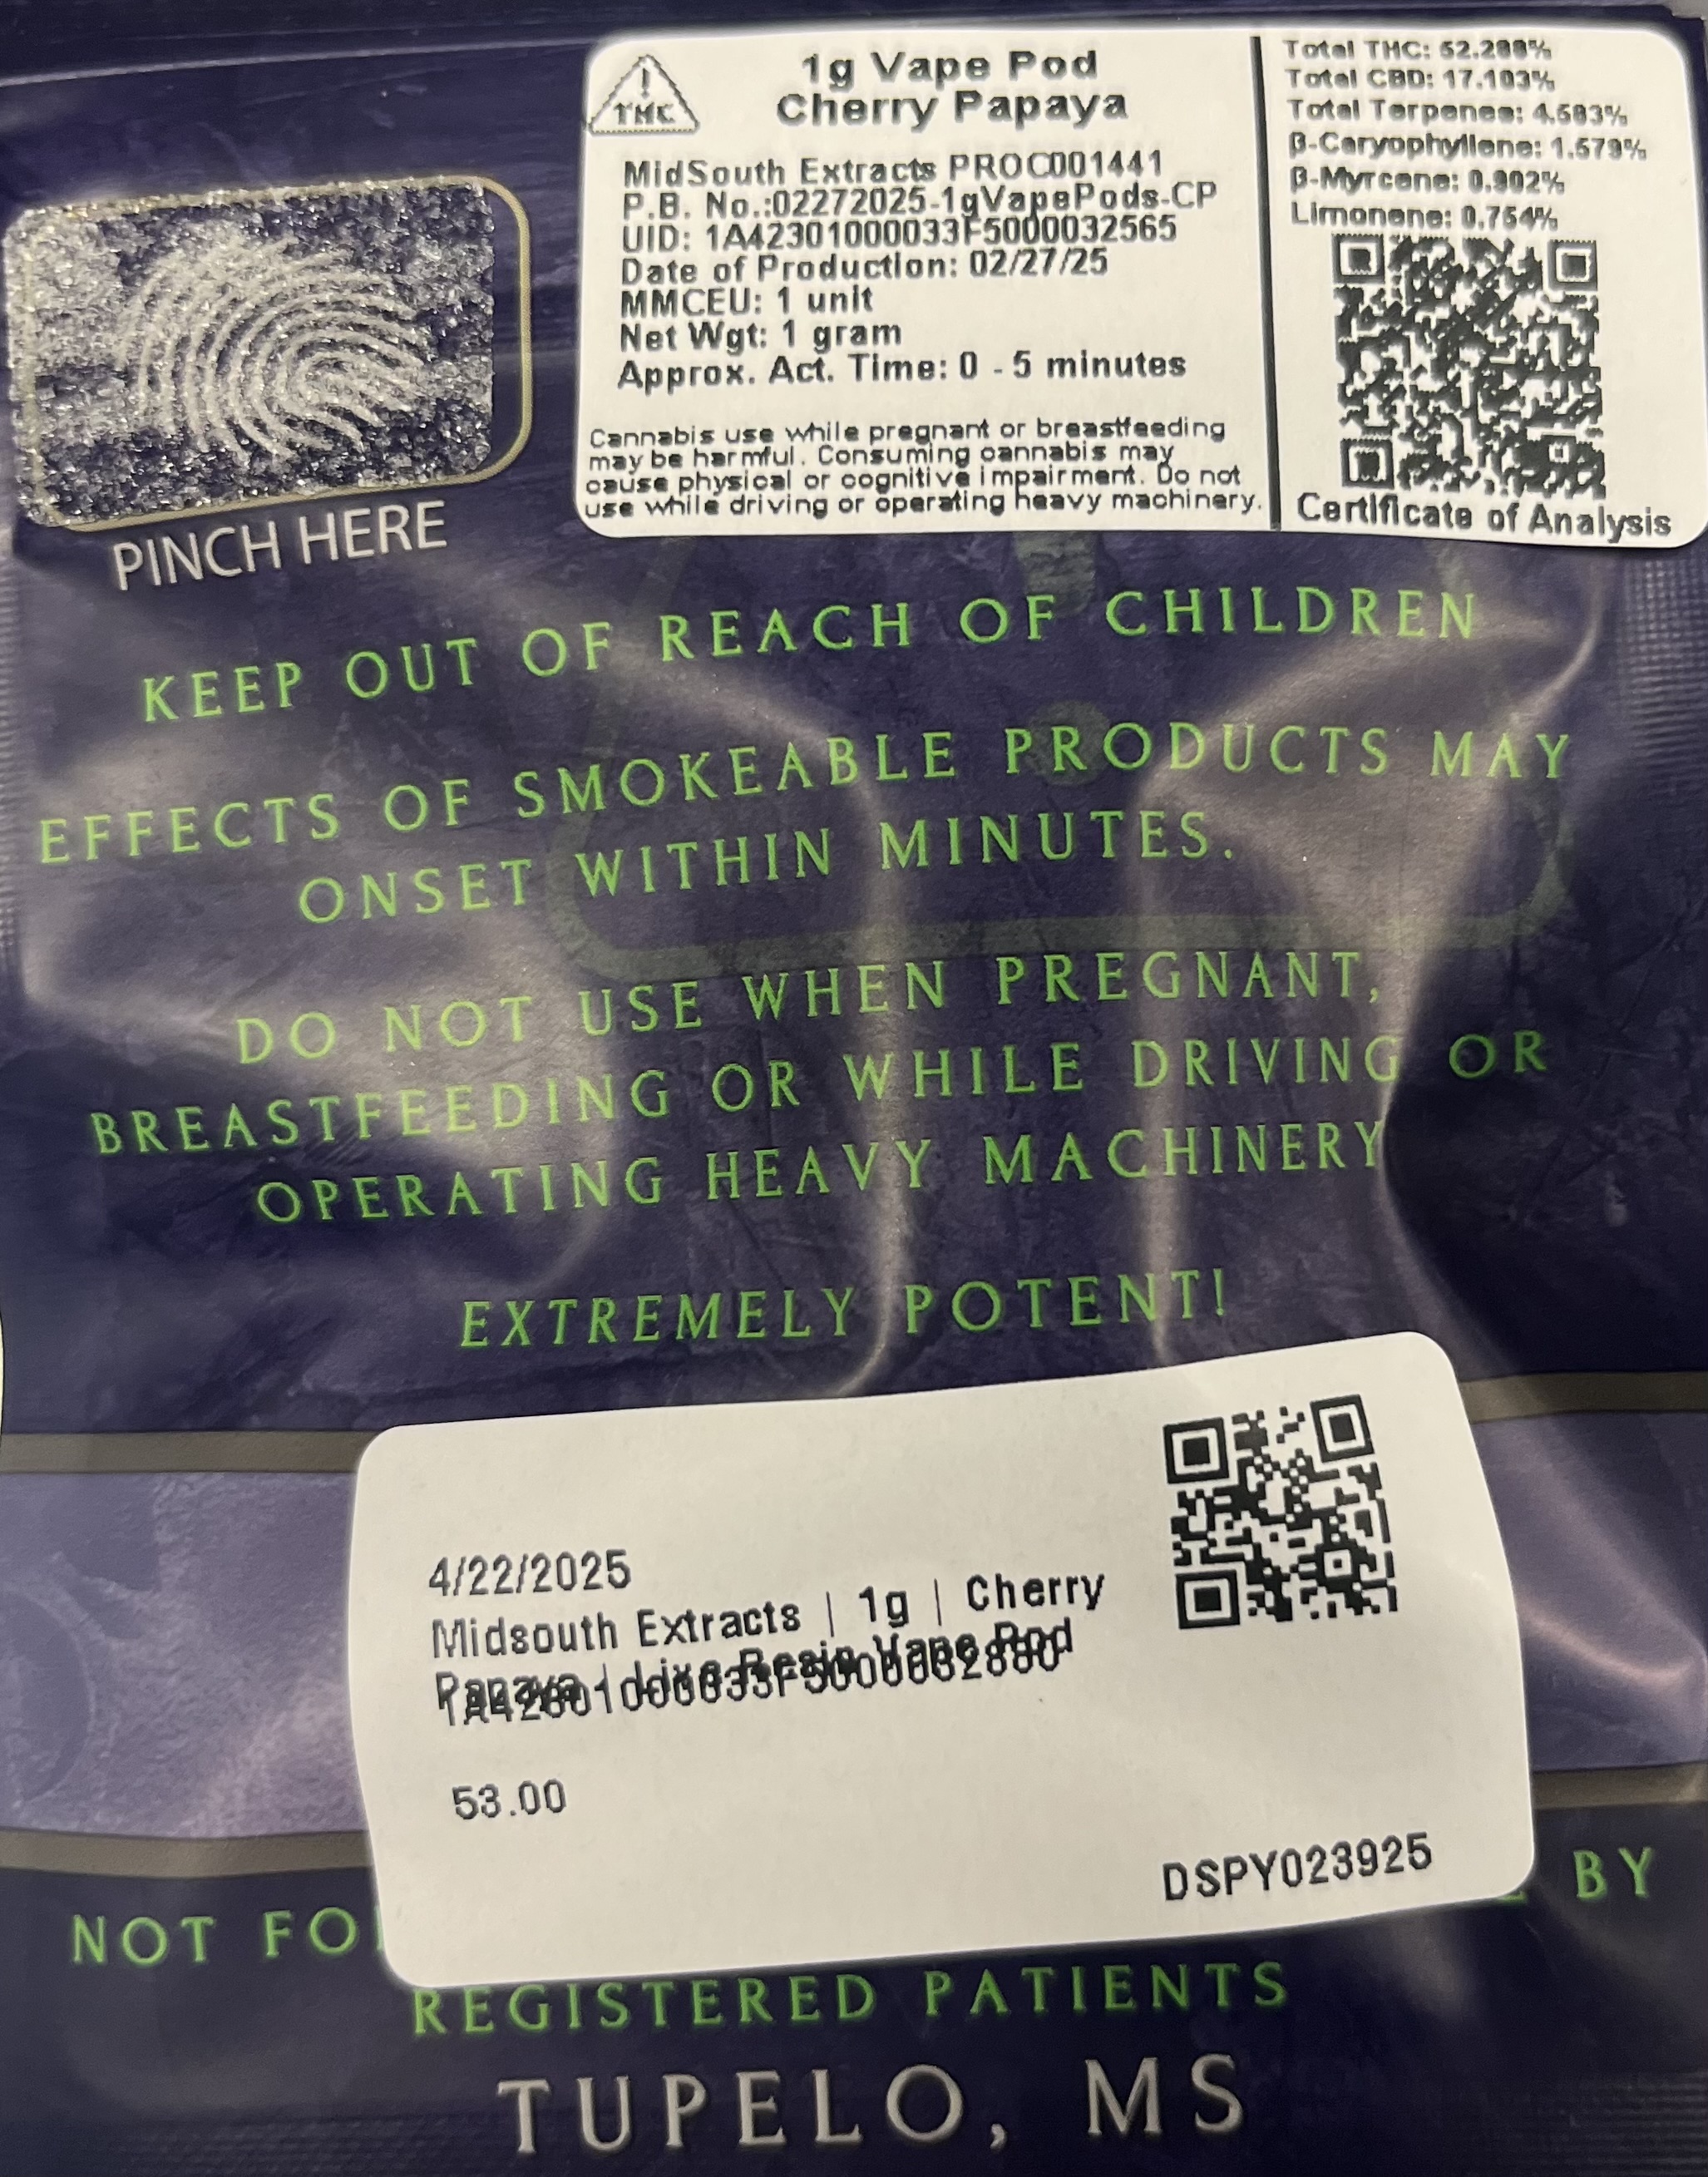 THC
1g Vape Pod
Cherry Papaya
MidSouth Extracts PROC001441
P.B. No.:02272025-1gVapePods-CP
UID: 1A42301000033F5000032565
Date of Production: 02/27/25
MMCEU: 1 unit
Net Wgt: 1 gram
Approx. Act. Time: 0 - 5 minutes
Cannabis use while pregnant or breastfeeding
may be harmful. Consuming cannabis may
cause physical or cognitive impairment. Do not
use while driving or operating heavy machinery.
Total THC: 52.288%
Total CBD: 17.103%
Total Terpenes: 4.583%
β-Caryophyllene: 1.579%
β-Myrcene: 0.902%
Limonene: 0.754%
Certificate of Analysis
PINCH HERE
KEEP OUT OF REACH OF CHILDREN
EFFECTS OF SMOKEABLE PRODUCTS MAY
ONSET WITHIN MINUTES.
DO NOT USE WHEN PREGNANT,
BREASTFEEDING OR WHILE DRIVING OR
OPERATING HEAVY MACHINERY
EXTREMELY POTENT!
4/22/2025
Midsouth Extracts | 1g | Cherry
Papaya | Live Resin Vape Pod
53.00
DSPY023925
NOT BY
REGISTERED PATIENTS
TUPELO, MS